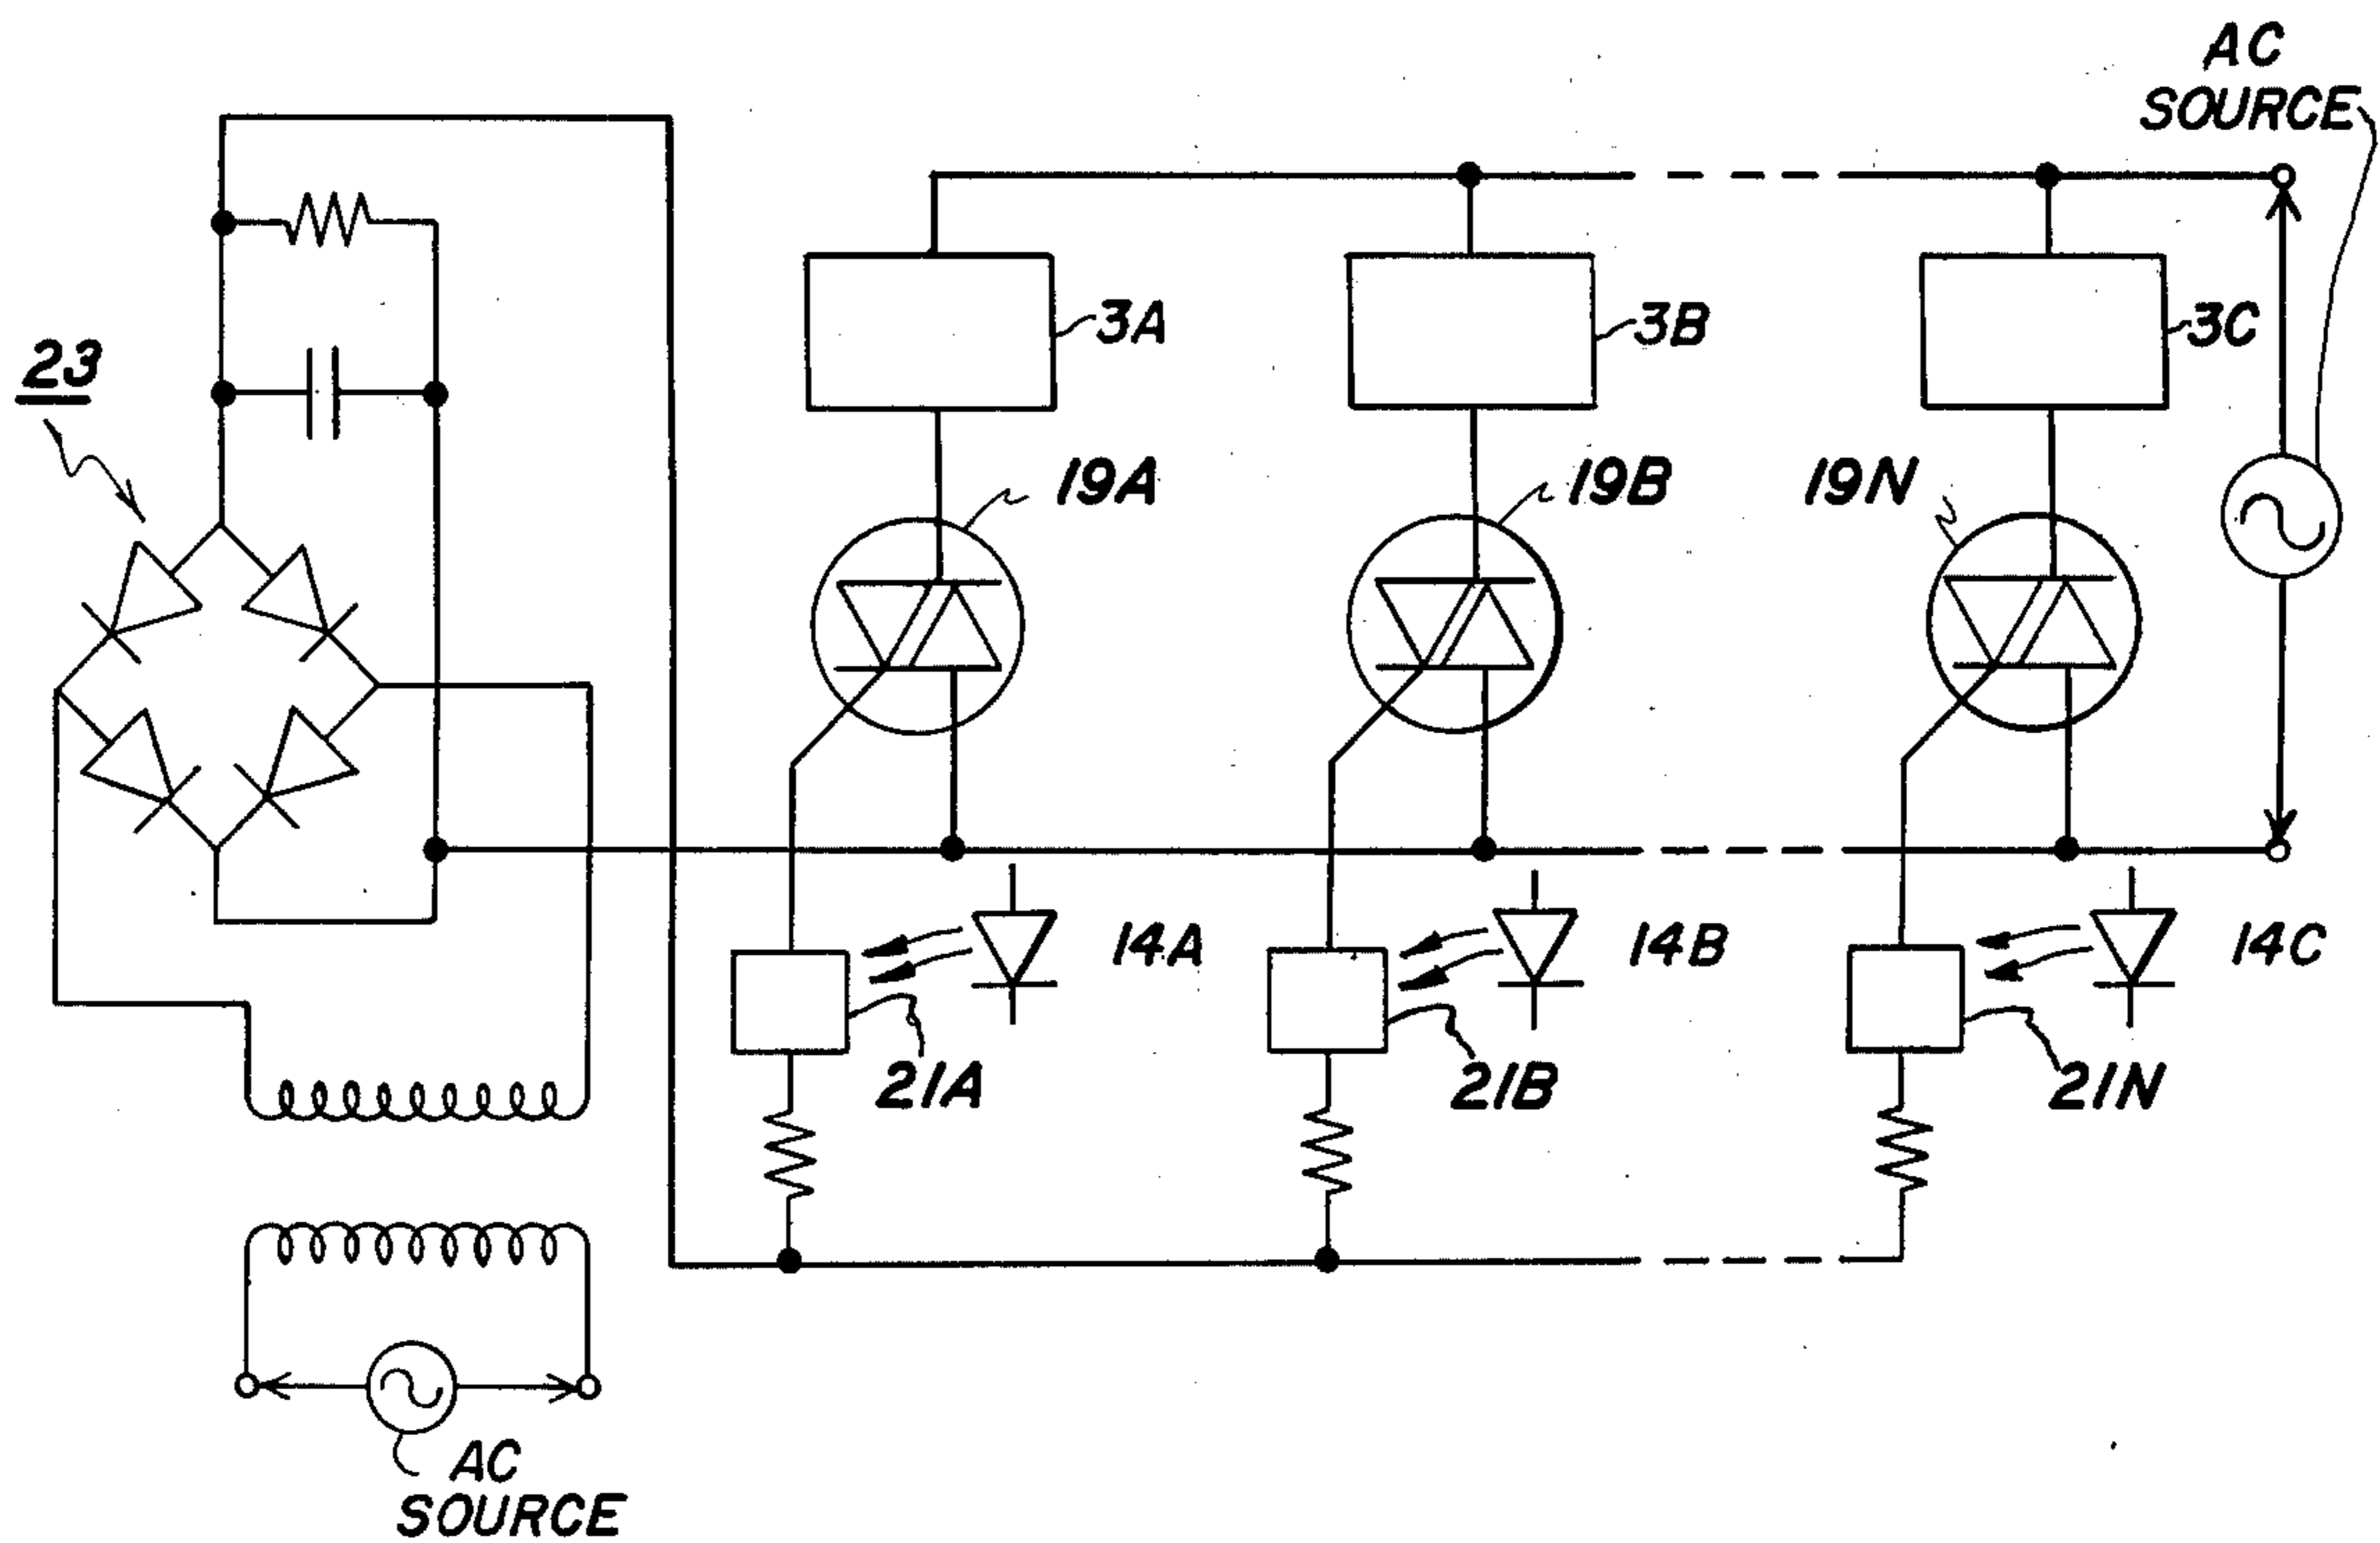 AC
SOURCE
23
3A
3B
3C
19A
19B
19N
14A
14B
14C
21A
21B
21N
AC
SOURCE